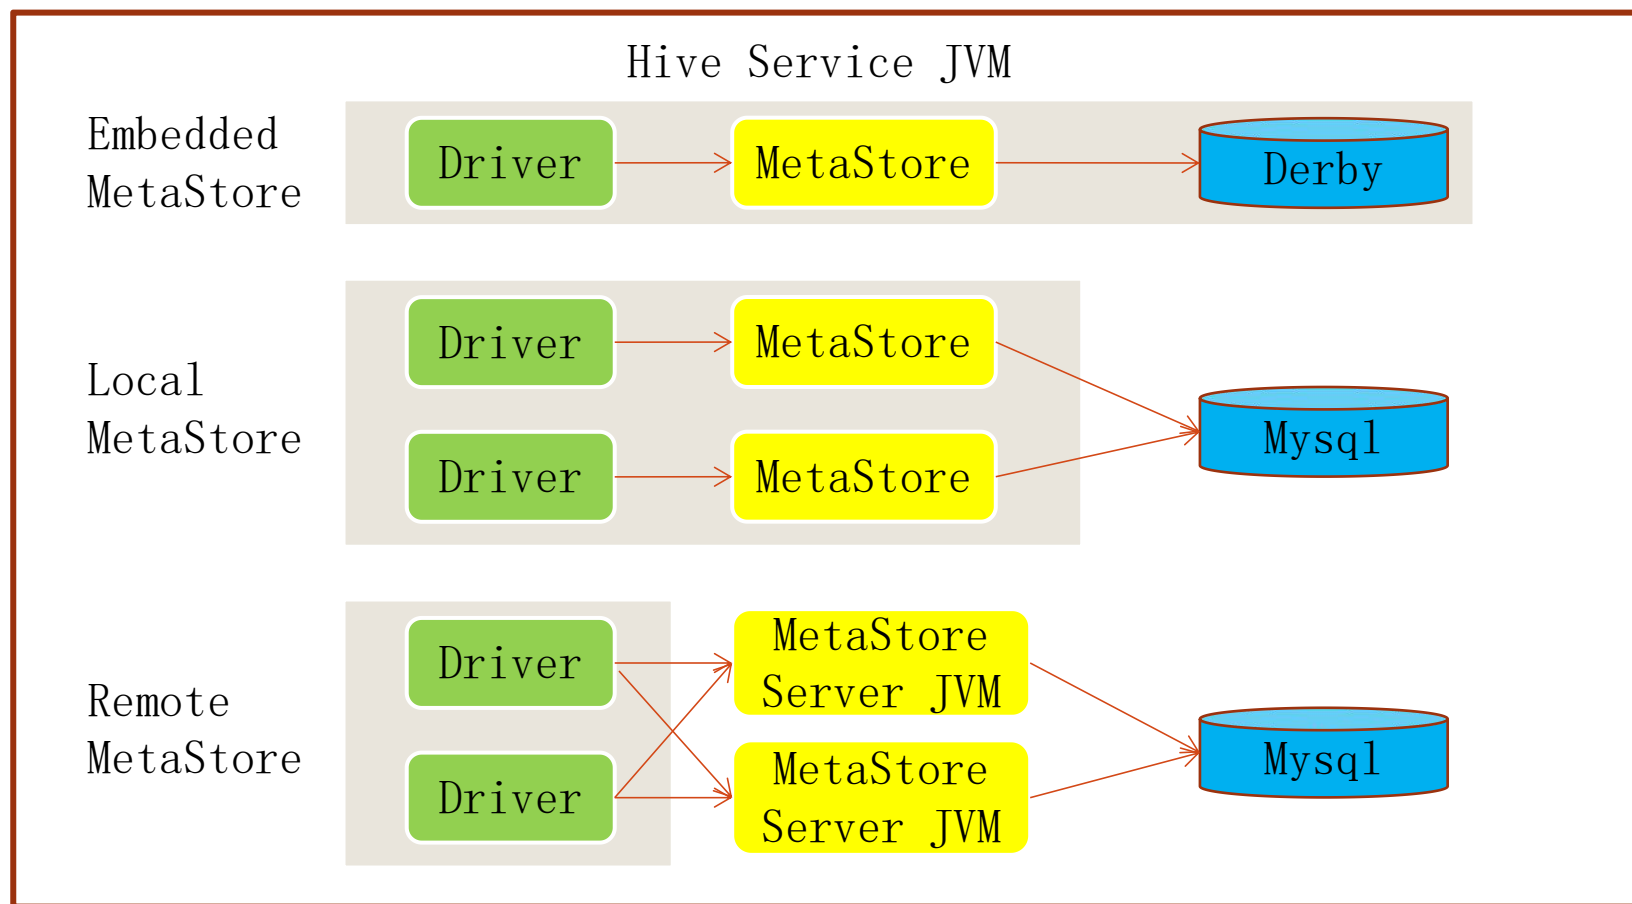 Hive Service JVM
Embedded
MetaStore
Driver
MetaStore
Derby
Local
MetaStore
Driver
MetaStore
Driver
MetaStore
Mysql
Remote
MetaStore
Driver
MetaStore
Server JVM
Driver
MetaStore
Server JVM
Mysql